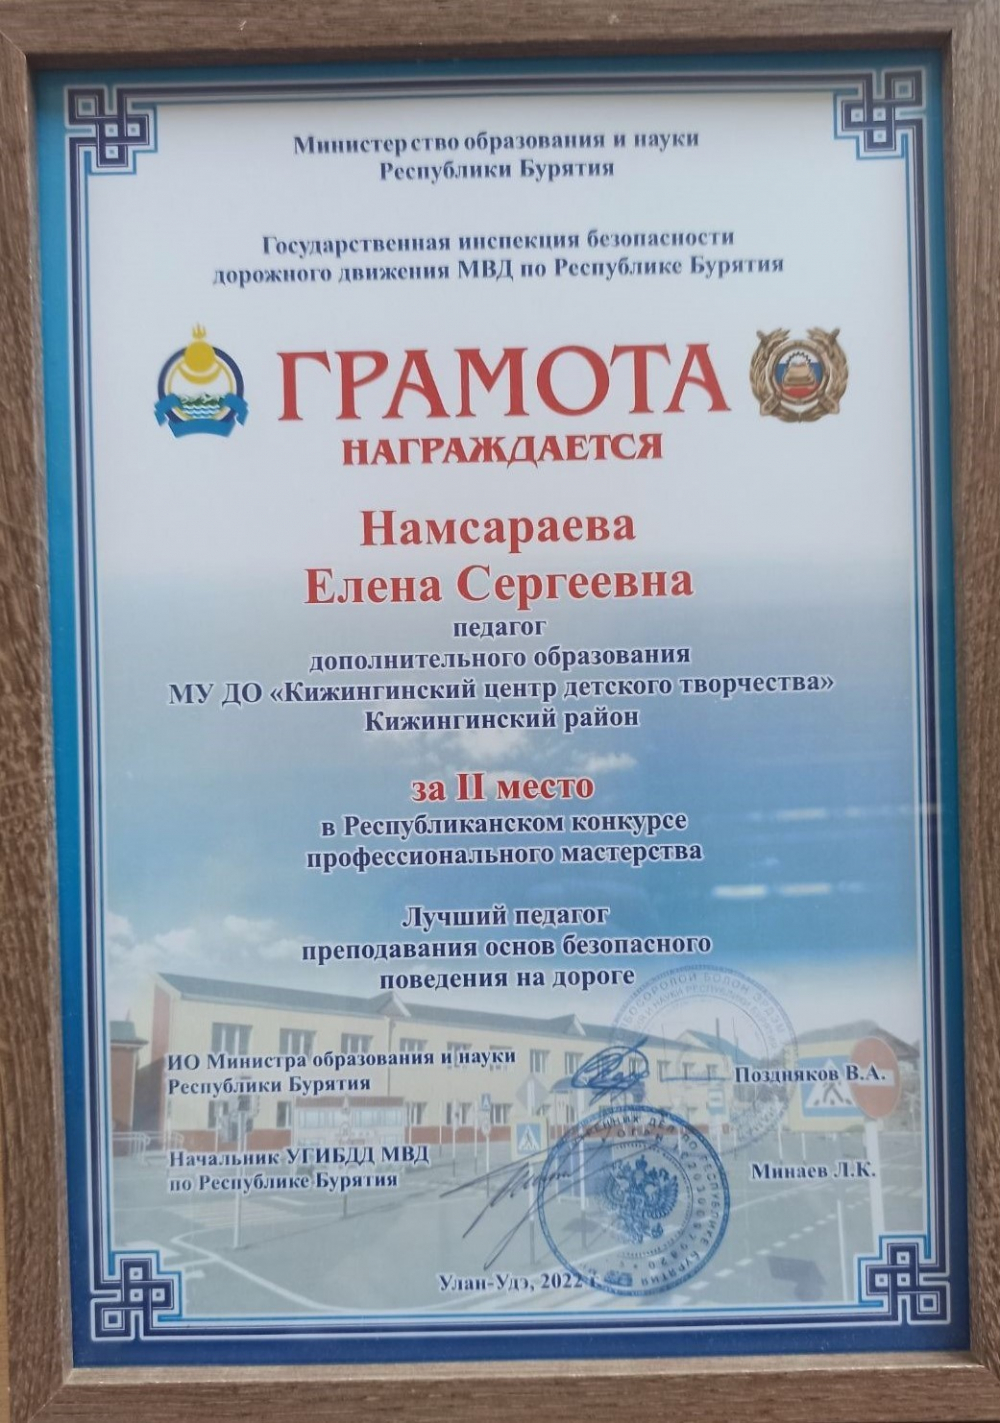 Министерство образования и науки
Республики Бурятия
Государственная инспекция безопасности
дорожного движения МВД по Республике Бурятия
ГРАМОТА
НАГРАЖДАЕТСЯ
Намсараева
Елена Сергеевна
педагог
дополнительного образования
МУ ДО «Кижингинский центр детского творчества»
Кижингинский район
за II место
в Республиканском конкурсе
профессионального мастерства
Лучший педагог
преподавания основ безопасного
поведения на дороге
ИО Министра образования и науки
Республики Бурятия
Поздняков В.А.
Начальник УГИБДД МВД
по Республике Бурятия
Минаев Л.К.
Улан-Удэ, 2022 г.